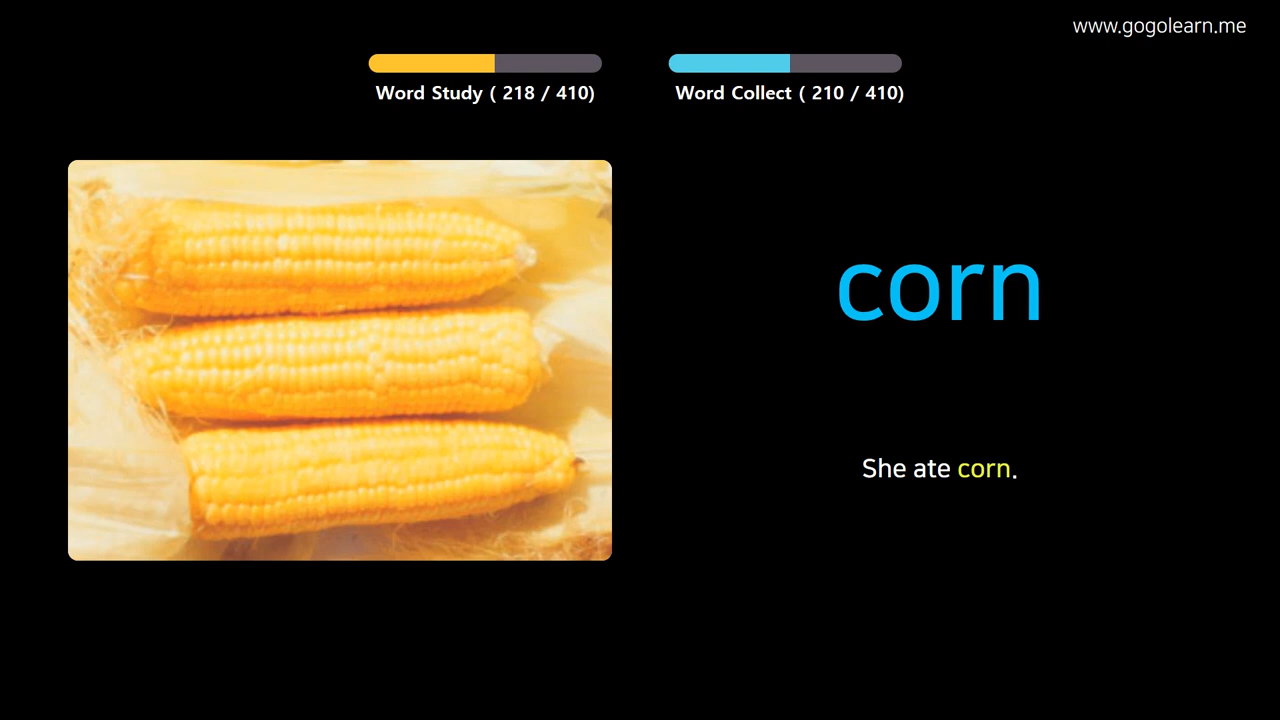 www.gogolearn.me
Word Study ( 218 / 410)
Word Collect ( 210 / 410)
corn
She ate corn.